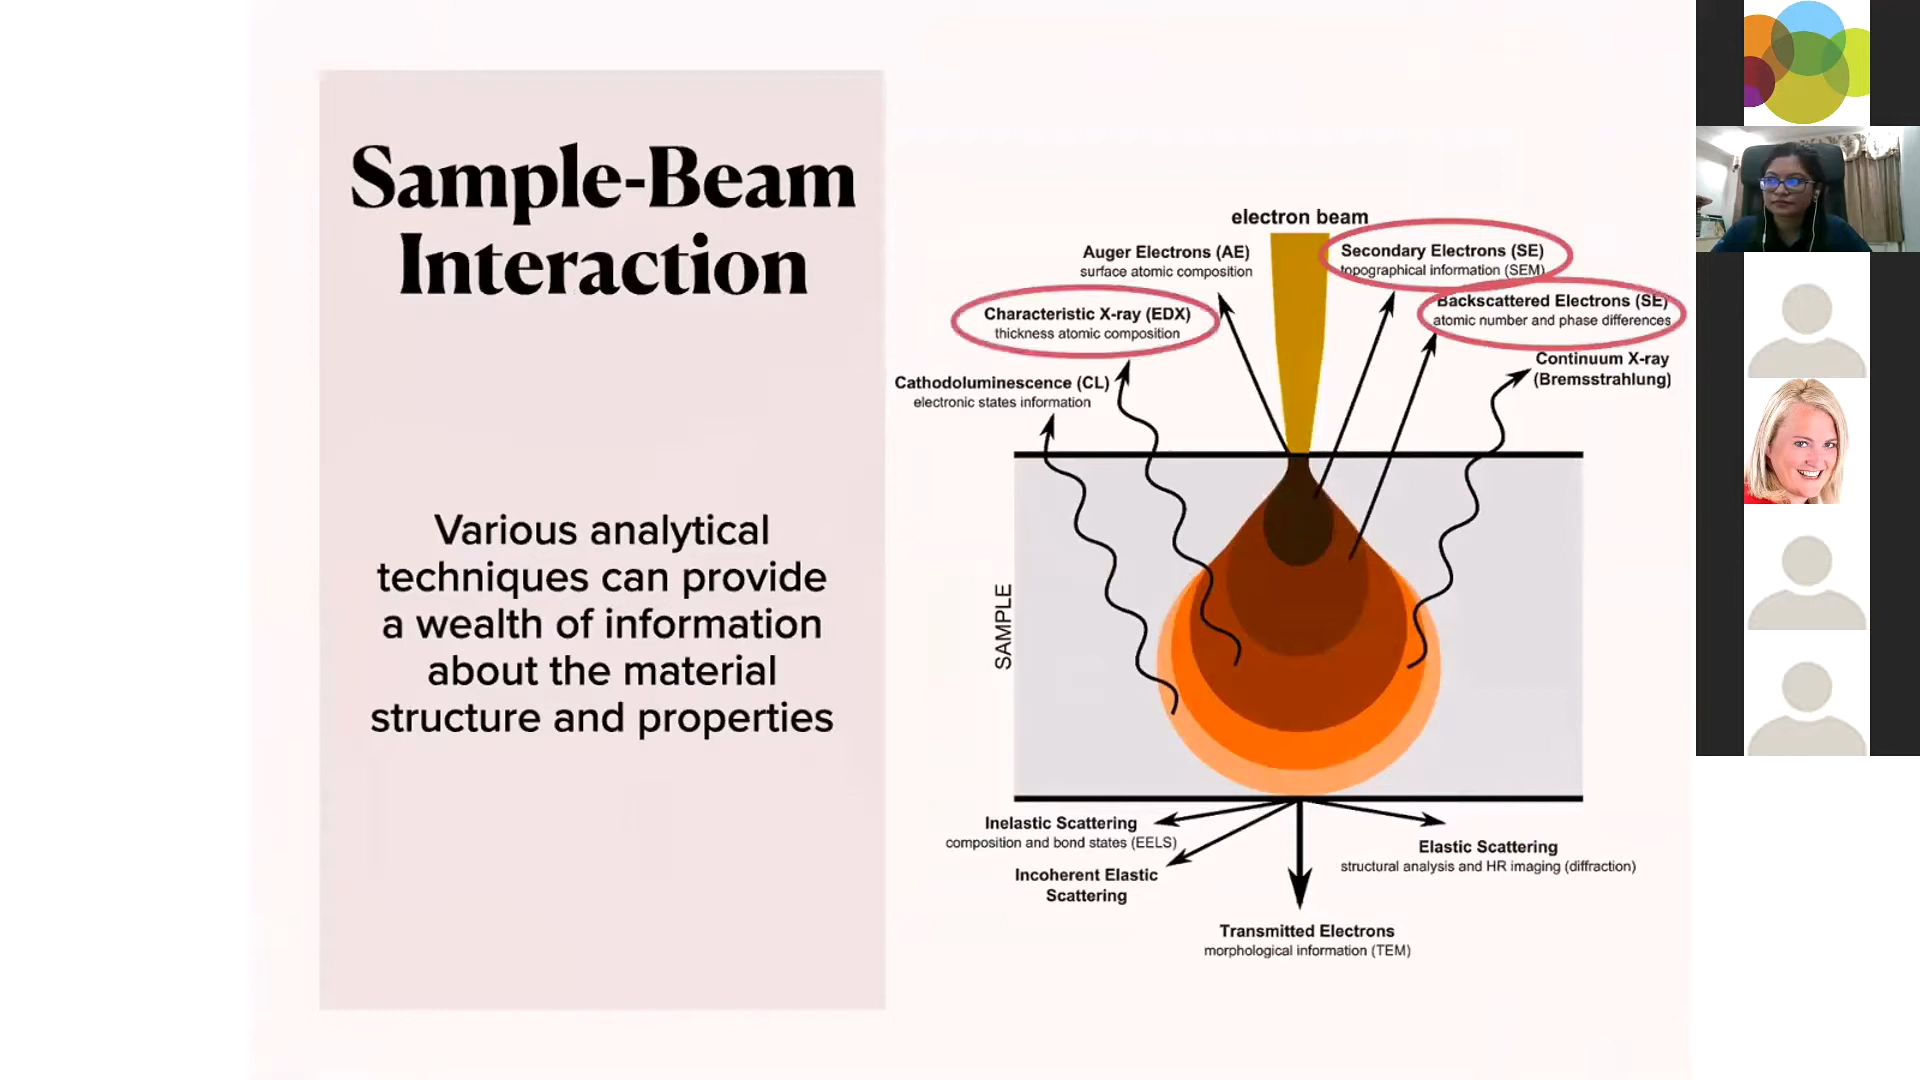 Sample-Beam
Interaction
Various analytical
techniques can provide
a wealth of information
about the material
structure and properties
electron beam
Auger Electrons (AE)
surface atomic composition
Secondary Electrons (SE)
topographical information (SEM)
Characteristic X-ray (EDX)
thickness atomic composition
Backscattered Electrons (SE)
atomic number and phase differences
Continuum X-ray
(Bremsstrahlung)
Cathodoluminescence (CL)
electronic states information
SAMPLE
Inelastic Scattering
composition and bond states (EELS)
Incoherent Elastic
Scattering
Elastic Scattering
structural analysis and HR imaging (diffraction)
Transmitted Electrons
morphological information (TEM)